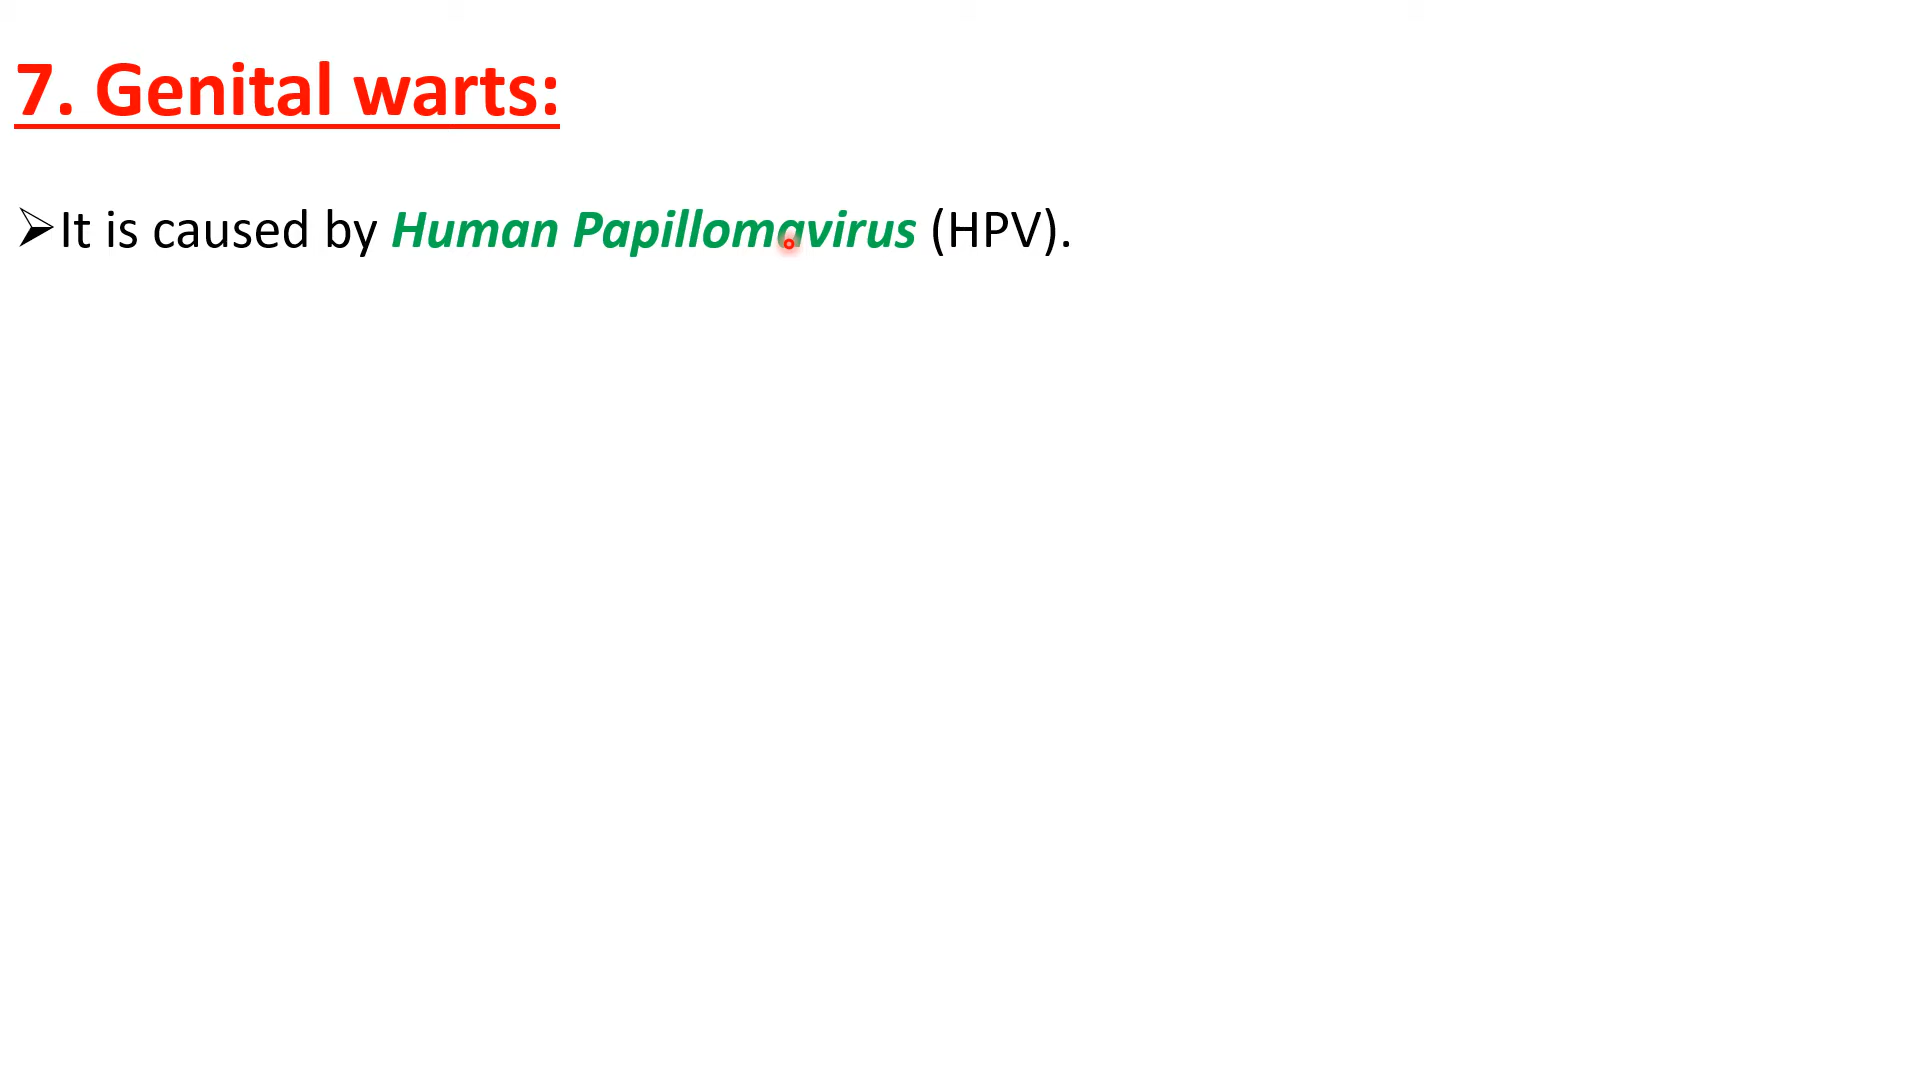 7. Genital warts:
➢It is caused by Human Papillomavirus (HPV).